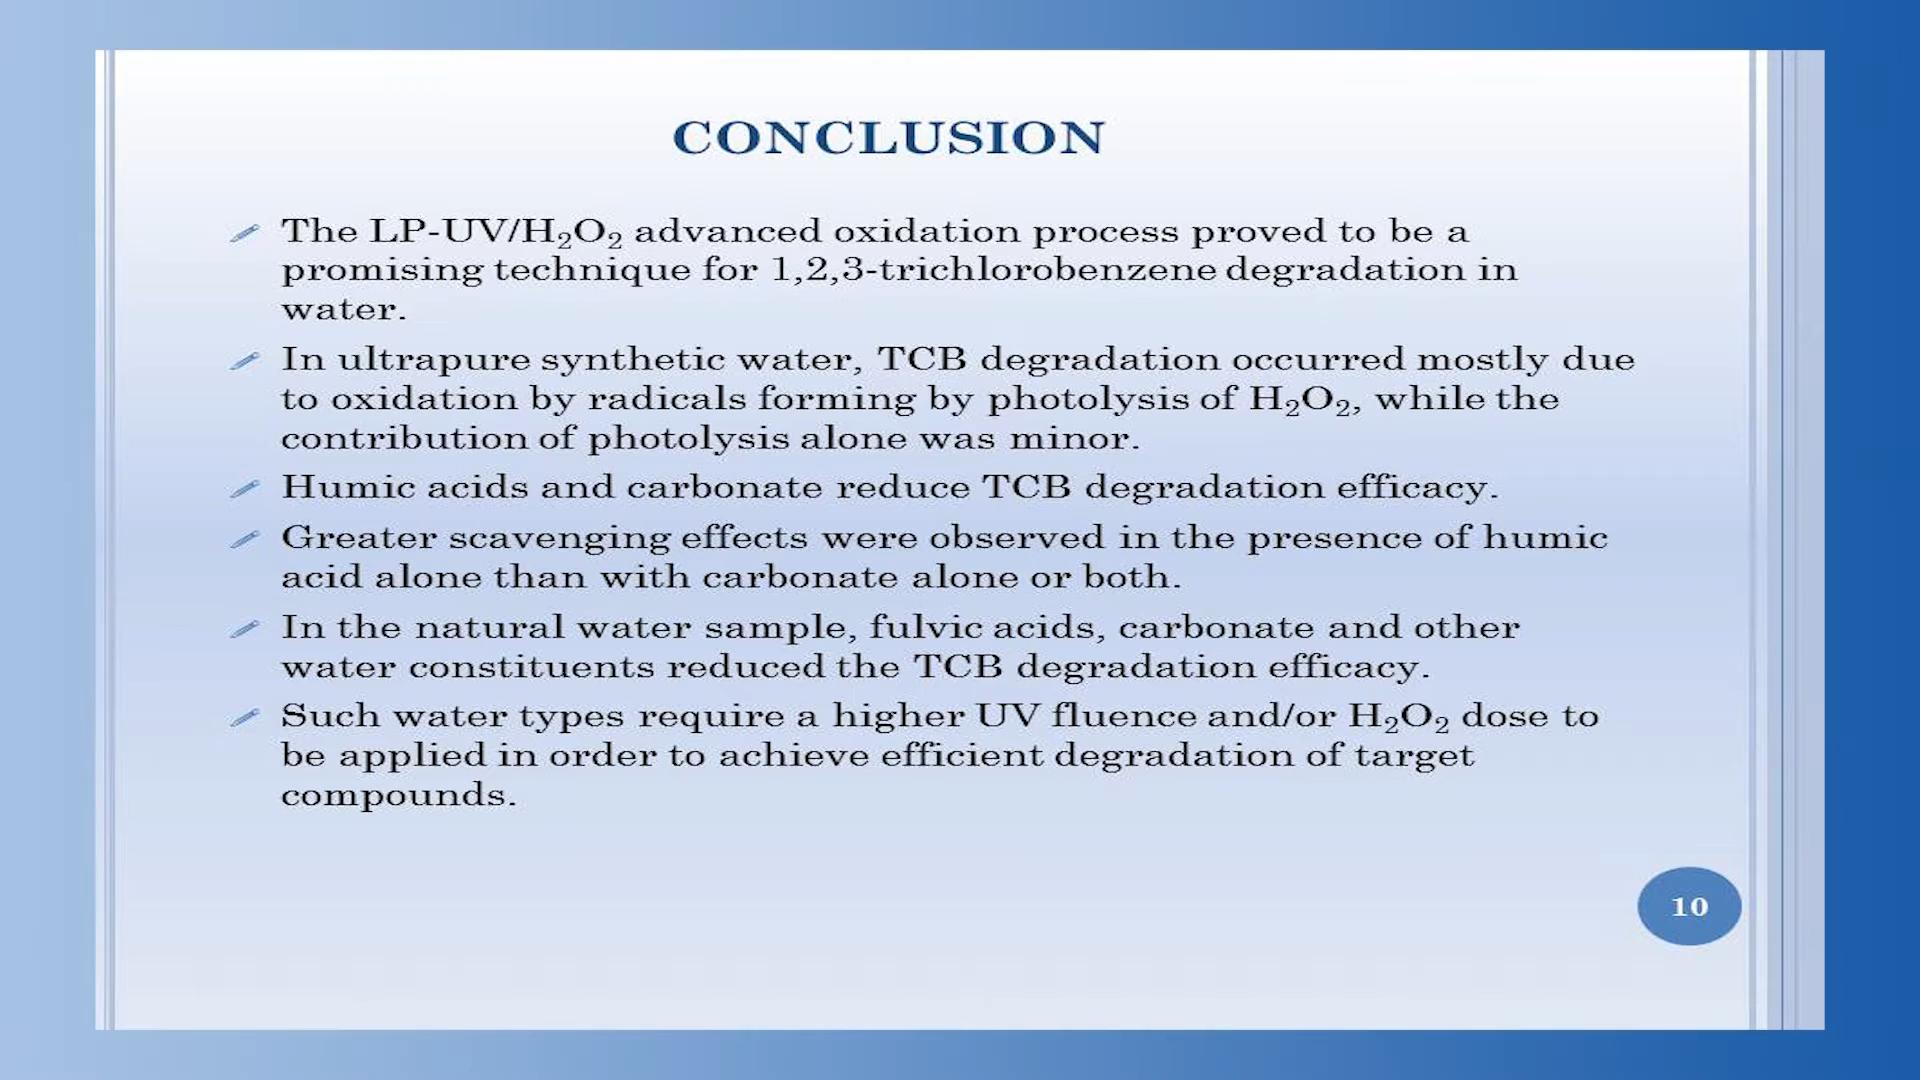 CONCLUSION
The LP-UV/H₂O₂ advanced oxidation process proved to be a
promising technique for 1,2,3-trichlorobenzene degradation in
water.
In ultrapure synthetic water, TCB degradation occurred mostly due
to oxidation by radicals forming by photolysis of H₂O₂, while the
contribution of photolysis alone was minor.
Humic acids and carbonate reduce TCB degradation efficacy.
Greater scavenging effects were observed in the presence of humic
acid alone than with carbonate alone or both.
In the natural water sample, fulvic acids, carbonate and other
water constituents reduced the TCB degradation efficacy.
Such water types require a higher UV fluence and/or H₂O₂ dose to
be applied in order to achieve efficient degradation of target
compounds.
10